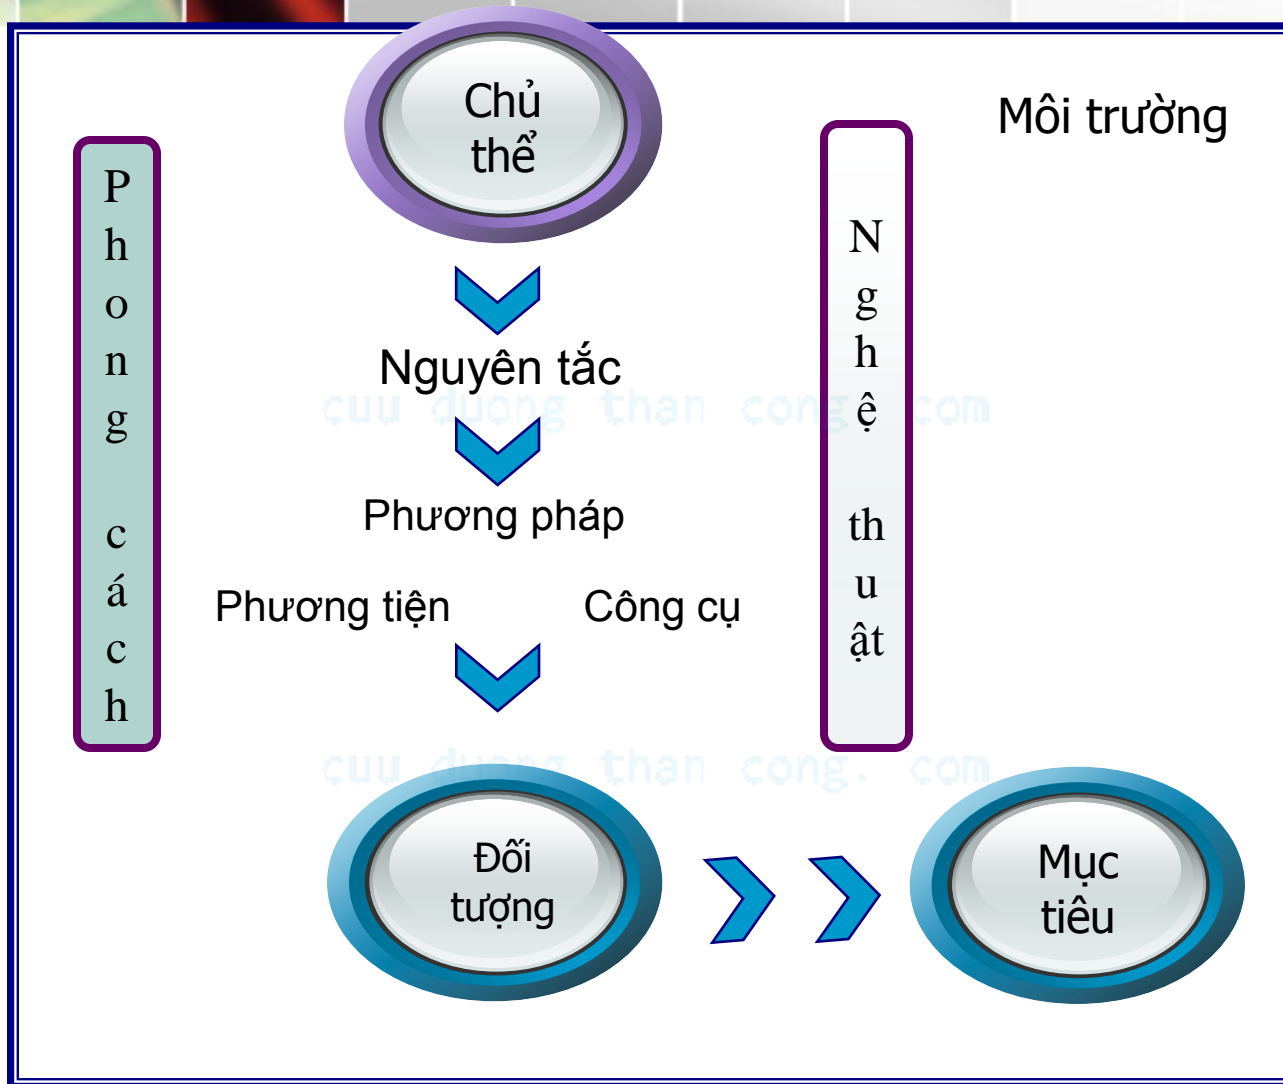 Chủ
thể
Môi trường
P
h
o
n
g
c
á
c
h
N
g
h
ệ
th
u
ật
Nguyên tắc
cuu duong than cong. com
Phương pháp
Phương tiện
Công cụ
cuu duong than cong. com
Đối
tượng
Mục
tiêu